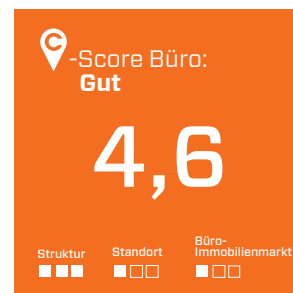 C
-Score Büro:
Gut
4,6
Struktur
Standort
Büro-
Immobilienmarkt